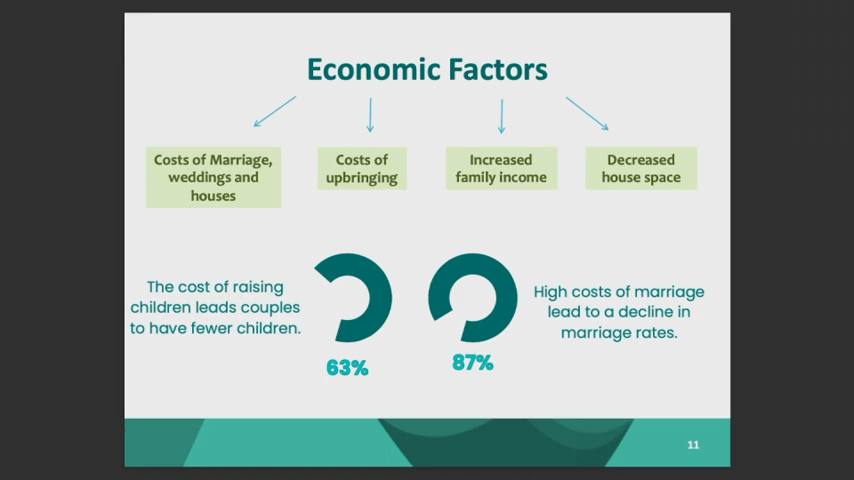 Economic Factors
Costs of Marriage,
weddings and
houses
Costs of
upbringing
Increased
family income
Decreased
house space
The cost of raising
children leads couples
to have fewer children.
63%
87%
High costs of marriage
lead to a decline in
marriage rates.
11